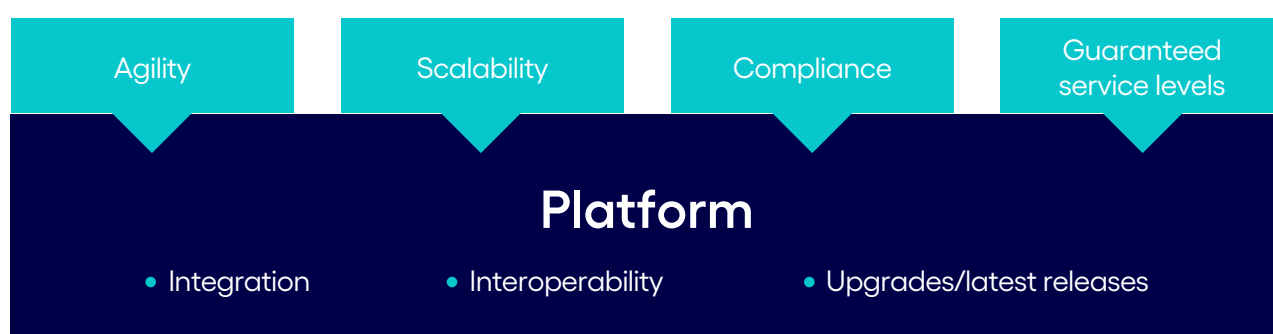 Agility
Scalability
Compliance
Guaranteed
service levels
Platform
• Integration
• Interoperability
• Upgrades/latest releases